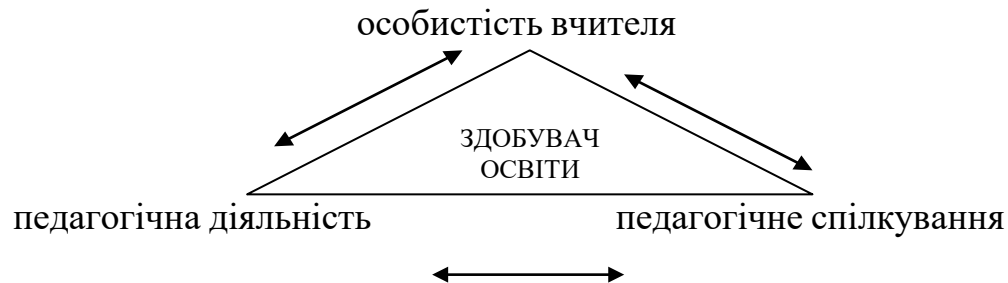 особистість вчителя
ЗДОБУВАЧ
ОСВІТИ
педагогічна діяльність
педагогічне спілкування